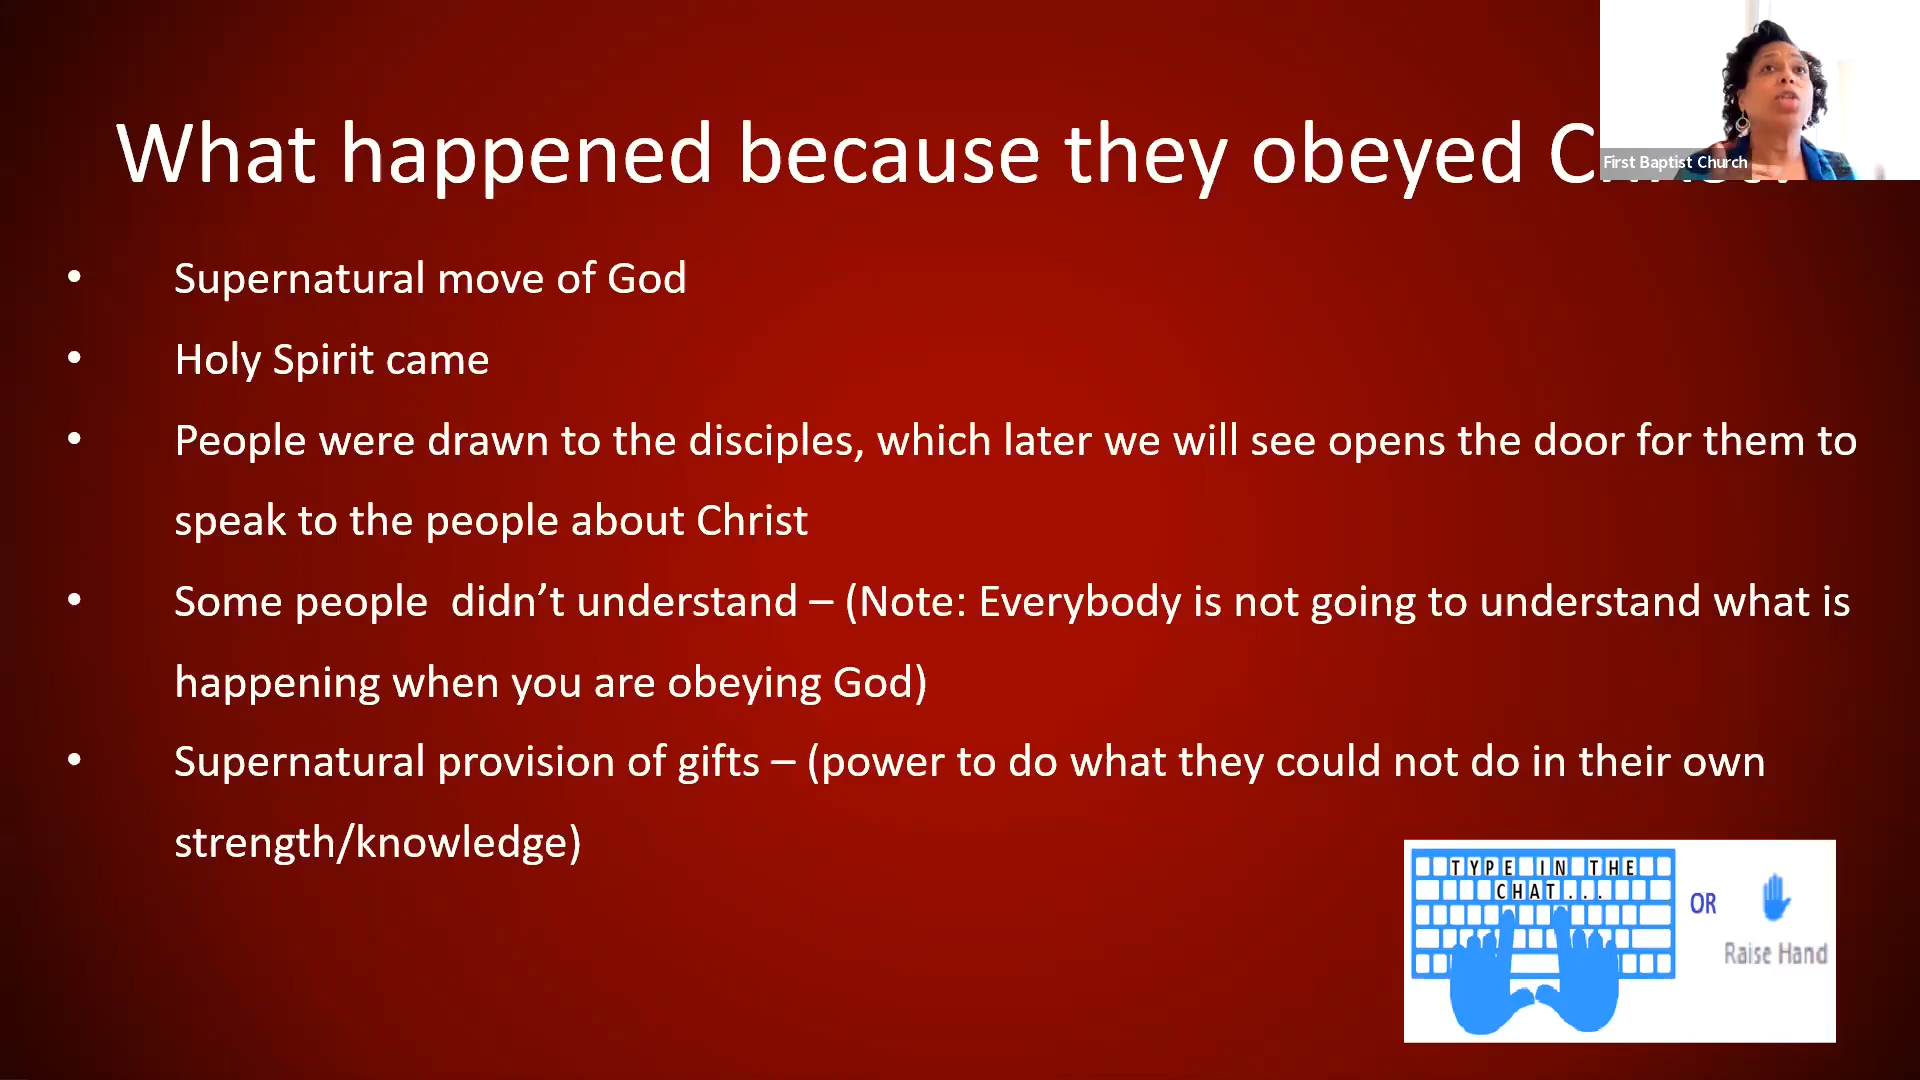 What happened because they obeyed
First Baptist Church
• Supernatural move of God
• Holy Spirit came
• People were drawn to the disciples, which later we will see opens the door for them to
speak to the people about Christ
• Some people  didn’t understand – (Note: Everybody is not going to understand what is
happening when you are obeying God)
• Supernatural provision of gifts – (power to do what they could not do in their own
strength/knowledge)
TYPE IN THE
CHAT...
OR
Raise Hand